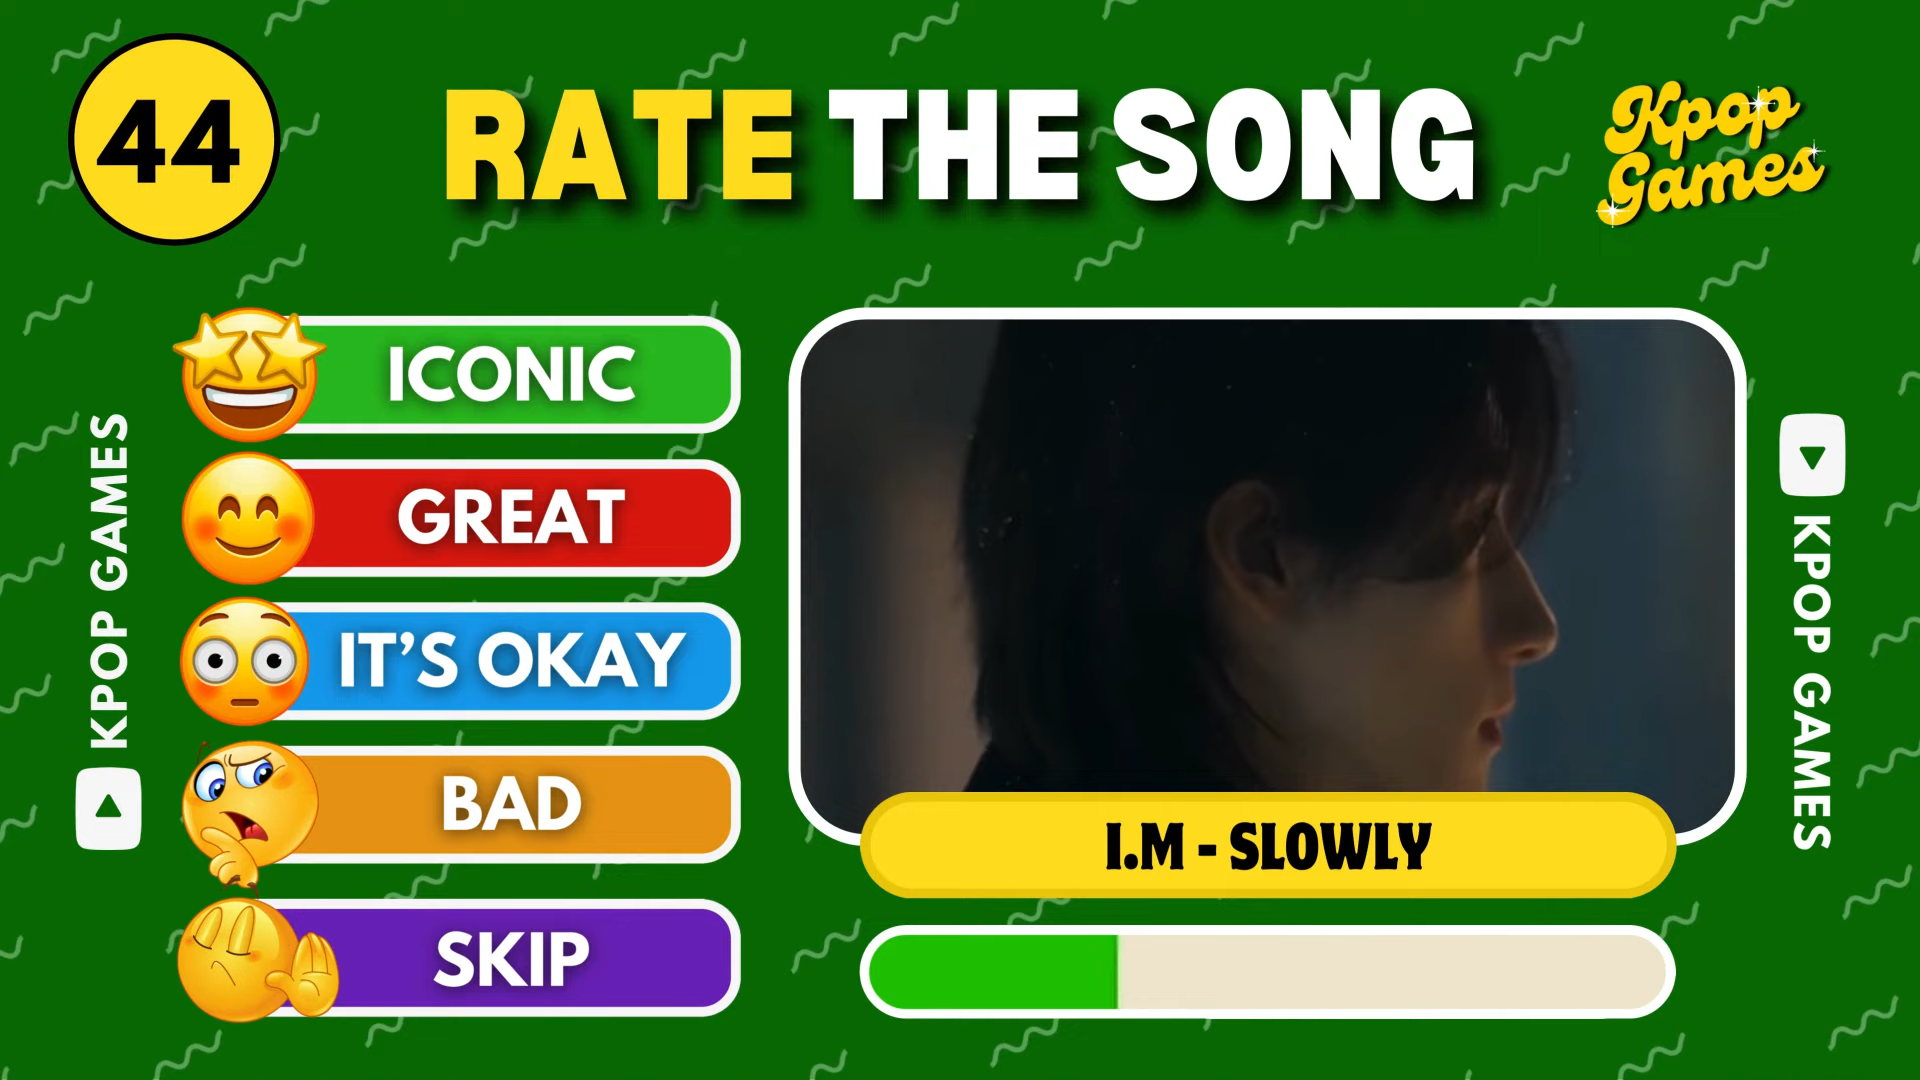 44
RATE THE SONG
Kpop
Games
ICONIC
GREAT
IT'S OKAY
BAD
SKIP
I.M - SLOWLY
KPOP GAMES
KPOP GAMES